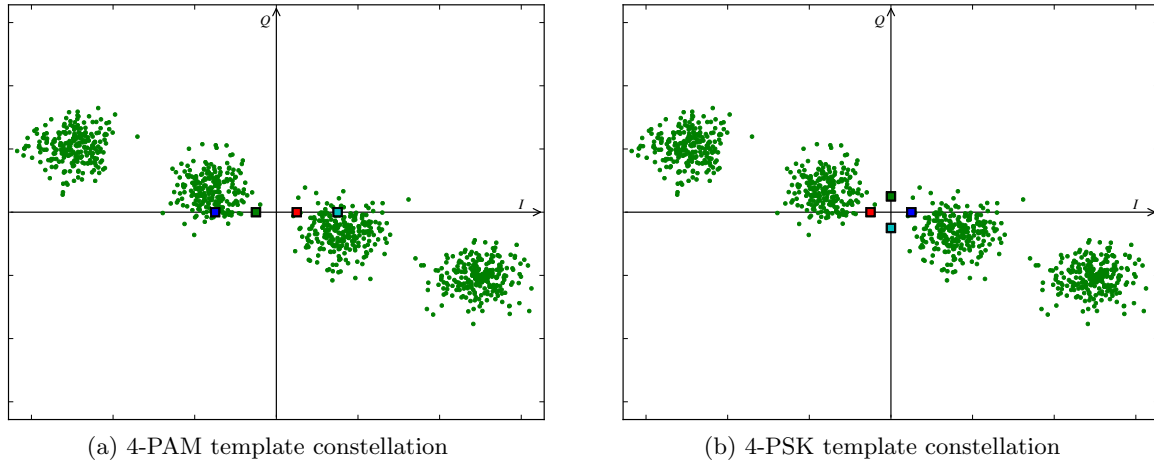 Q
I
(a) 4-PAM template constellation
Q
I
(b) 4-PSK template constellation